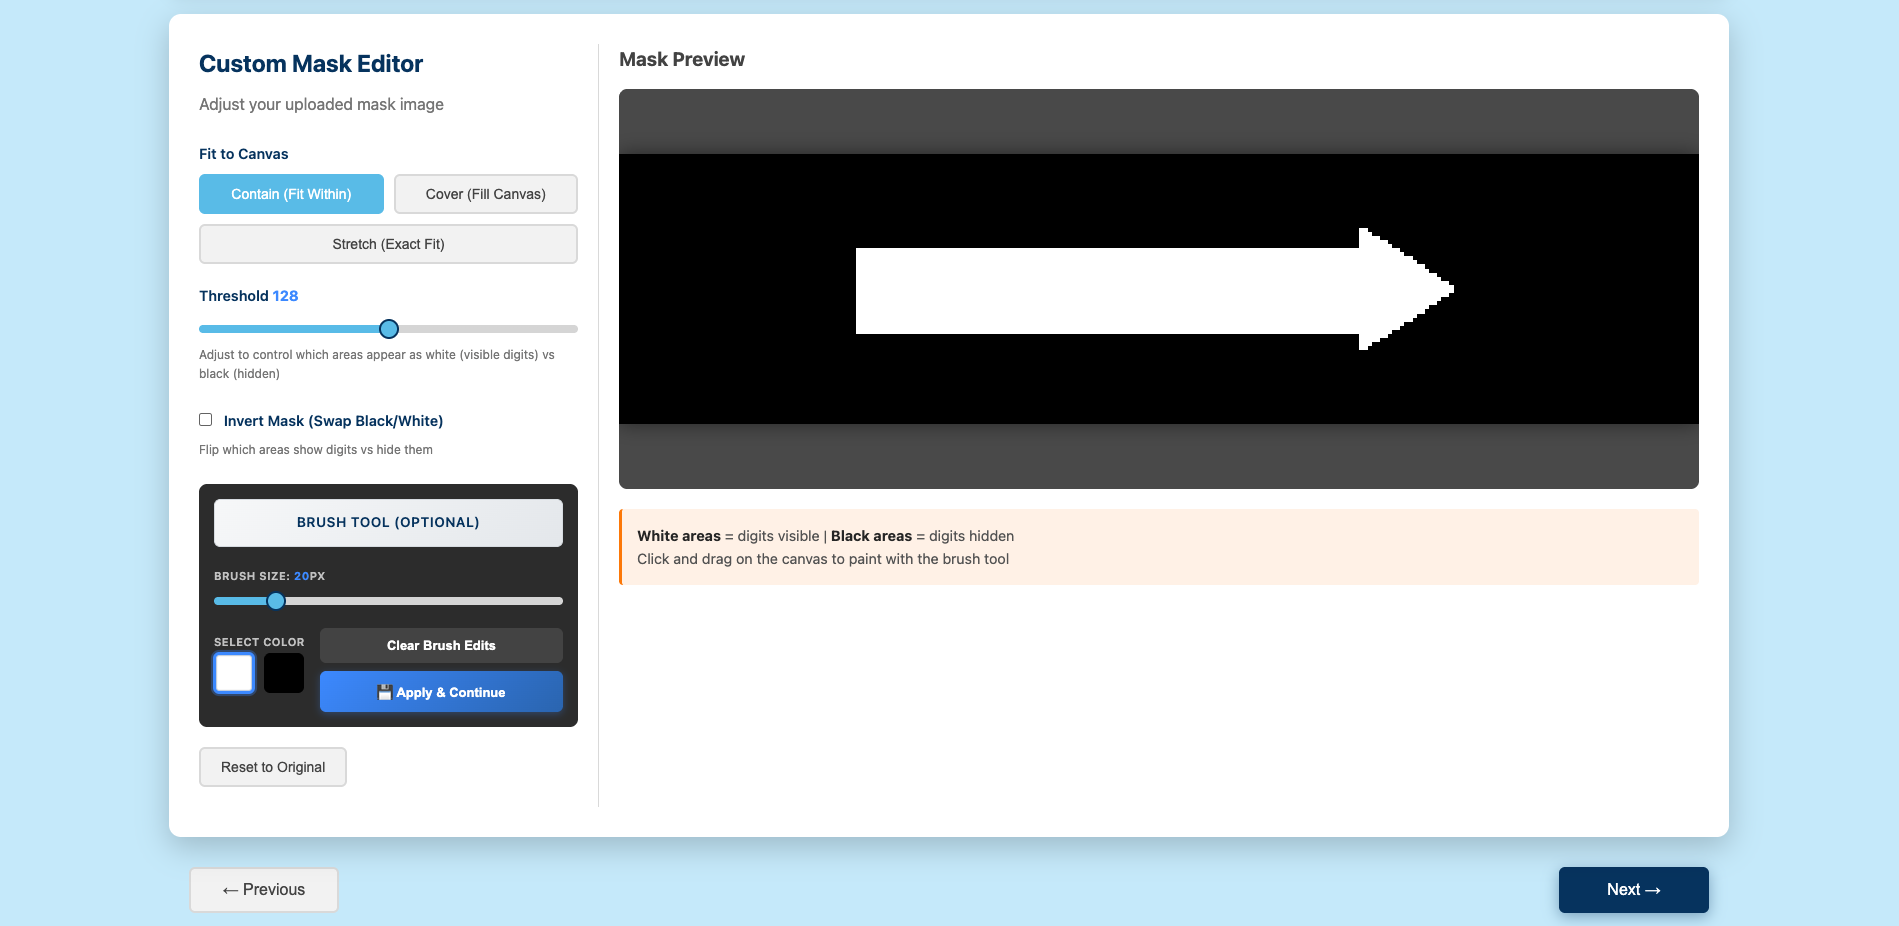 Custom Mask Editor
Adjust your uploaded mask image
Fit to Canvas
Contain (Fit Within)
Cover (Fill Canvas)
Stretch (Exact Fit)
Threshold 128
Adjust to control which areas appear as white (visible digits) vs
black (hidden)
Invert Mask (Swap Black/White)
Flip which areas show digits vs hide them
BRUSH TOOL (OPTIONAL)
BRUSH SIZE: 20PX
SELECT COLOR
Clear Brush Edits
💾 Apply & Continue
Reset to Original
Mask Preview
White areas = digits visible | Black areas = digits hidden
Click and drag on the canvas to paint with the brush tool
← Previous
Next →